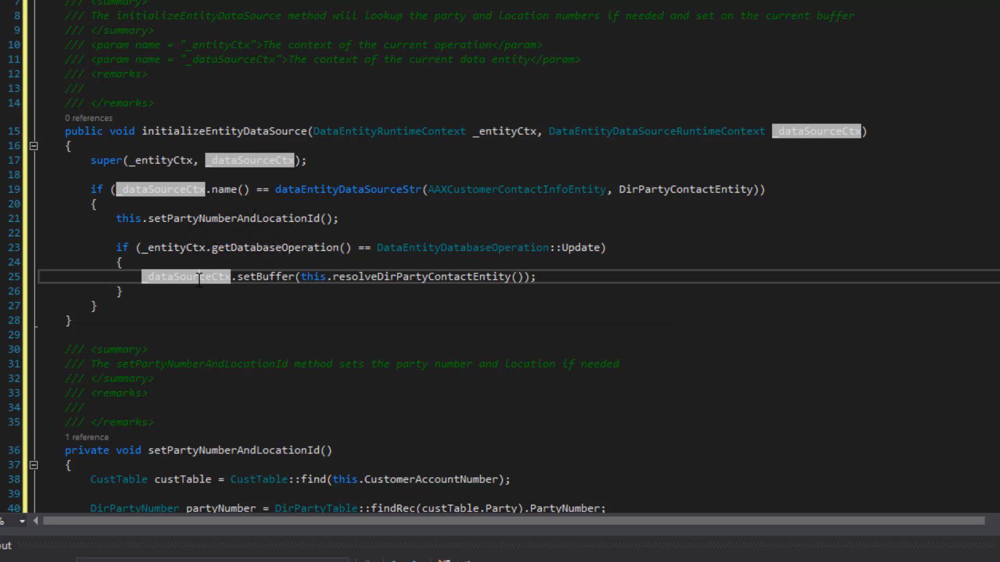 7 /// <summary>
8 /// The initializeEntityDataSource method will lookup the party and location numbers if needed and set on the current buffer
9 /// </summary>
10 /// <param name = "_entityCtx">The context of the current operation</param>
11 /// <param name = "_dataSourceCtx">The context of the current data entity</param>
12 /// <remarks>
13 ///
14 /// </remarks>
0 references
15 public void initializeEntityDataSource(DataEntityRuntimeContext _entityCtx, DataEntityDataSourceRuntimeContext _dataSourceCtx)
16 {
17 super(_entityCtx, _dataSourceCtx);
18
19 if (_dataSourceCtx.name() == dataEntityDataSourceStr(AAXCustomerContactInfoEntity, DirPartyContactEntity))
20 {
21 this.setPartyNumberAndLocationId();
22
23 if (_entityCtx.getDatabaseOperation() == DataEntityDatabaseOperation::Update)
24 {
25 _dataSourceCtx.setBuffer(this.resolveDirPartyContactEntity());
26 }
27 }
28 }
29
30 /// <summary>
31 /// The setPartyNumberAndLocationId method sets the party number and location if needed
32 /// </summary>
33 /// <remarks>
34 ///
35 /// </remarks>
1 reference
36 private void setPartyNumberAndLocationId()
37 {
38 CustTable custTable = CustTable::find(this.CustomerAccountNumber);
39
40 DirPartyNumber partyNumber = DirPartyTable::findRec(custTable.Party).PartyNumber;
%